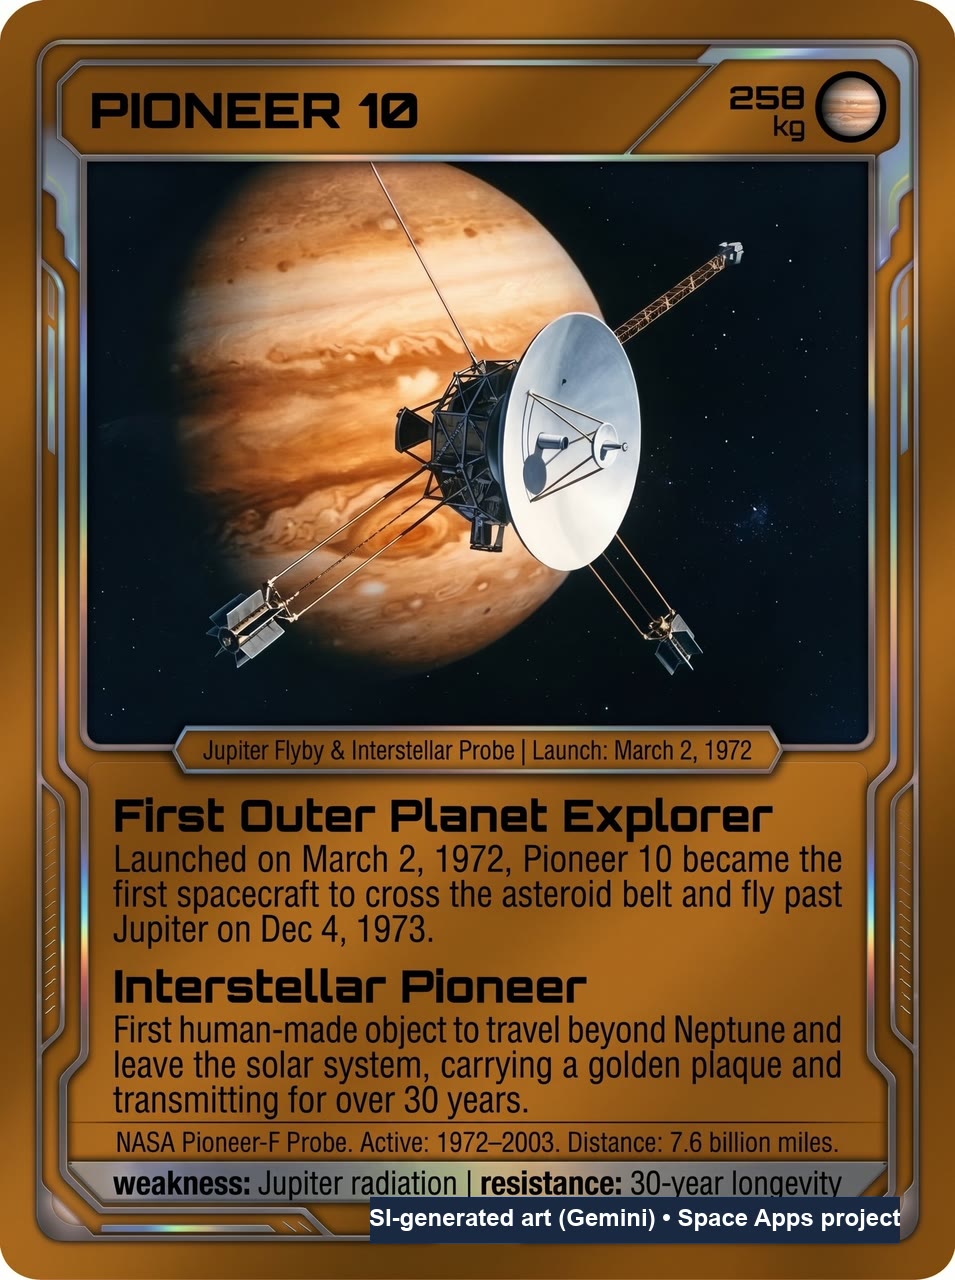 PIONEER 10
258
kg
Jupiter Flyby & Interstellar Probe | Launch: March 2, 1972
First Outer Planet Explorer
Launched on March 2, 1972, Pioneer 10 became the
first spacecraft to cross the asteroid belt and fly past
Jupiter on Dec 4, 1973.
Interstellar Pioneer
First human-made object to travel beyond Neptune and
leave the solar system, carrying a golden plaque and
transmitting for over 30 years.
NASA Pioneer-F Probe. Active: 1972–2003. Distance: 7.6 billion miles.
weakness: Jupiter radiation | resistance: 30-year longevity
SI-generated art (Gemini) • Space Apps project